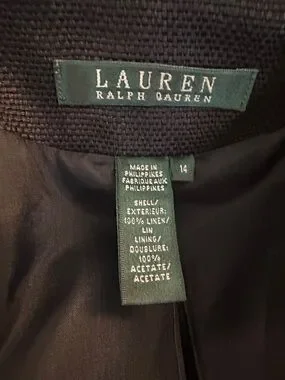 LAUREN
RALPH LAUREN
MADE IN
PHILIPPINES
FABRIQUE AUX
PHILIPPINES
14
SHELL/
EXTERIEUR:
100% LINEN/
LIN
LINING/
DOUBLURE:
100%
ACETATE/
ACETATE